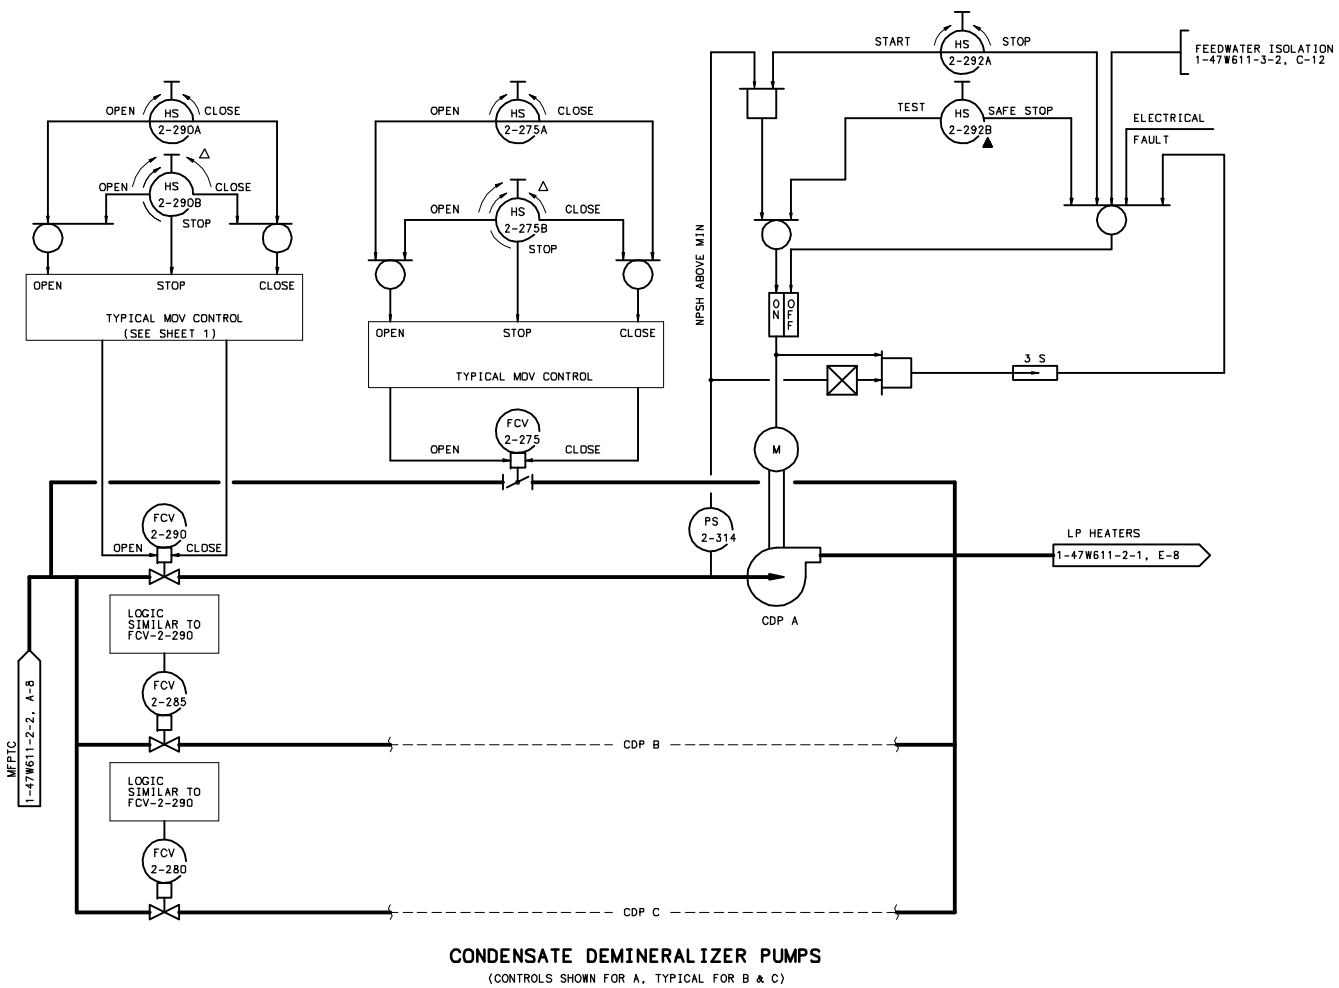 START
HS
2-292A
STOP
FEEDWATER ISOLATION
1-47W611-3-2, C-12
OPEN
HS
2-290A
CLOSE
OPEN
HS
2-275A
CLOSE
TEST
HS
2-292B
SAFE STOP
ELECTRICAL
FAULT
OPEN
HS
2-290B
CLOSE
STOP
OPEN
HS
2-275B
CLOSE
STOP
NPSH ABOVE MIN
OPEN
STOP
CLOSE
TYPICAL MOV CONTROL
(SEE SHEET 1)
ON
OFF
OPEN
STOP
CLOSE
TYPICAL MOV CONTROL
3 S
FCV
2-275
OPEN
CLOSE
M
FCV
2-290
OPEN
CLOSE
PS
2-314
LP HEATERS
1-47W611-2-1, E-8
CDP A
LOGIC
SIMILAR TO
FCV-2-290
FCV
2-285
MFPTC
1-47W611-2-2, A-8
CDP B
LOGIC
SIMILAR TO
FCV-2-290
FCV
2-280
CDP C
CONDENSATE DEMINERALIZER PUMPS
(CONTROLS SHOWN FOR A, TYPICAL FOR B & C)